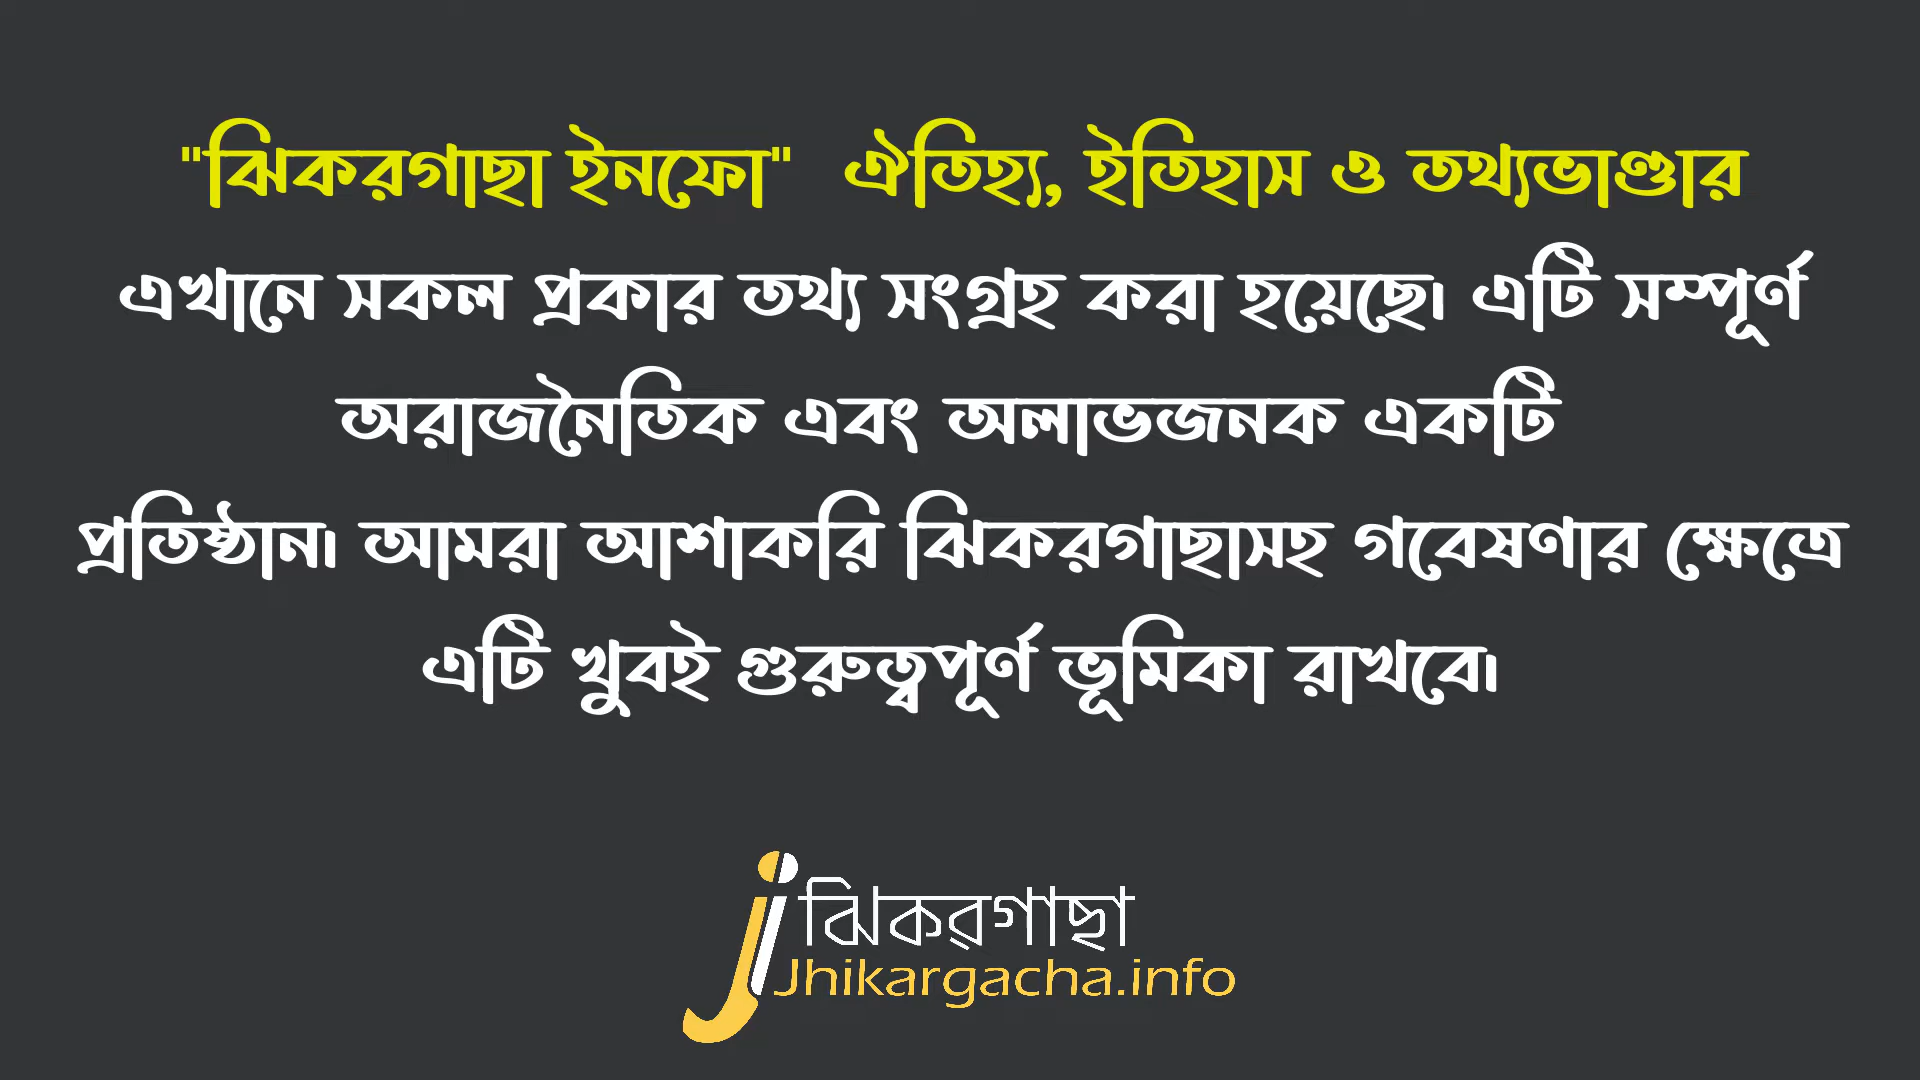 "ঝিকরগাছা ইনফো" ঐতিহ্য, ইতিহাস ও তথ্যভাণ্ডার
এখানে সকল প্রকার তথ্য সংগ্রহ করা হয়েছে। এটি সম্পূর্ণ
অরাজনৈতিক এবং অলাভজনক একটি
প্রতিষ্ঠান। আমরা আশাকরি ঝিকরগাছাসহ গবেষণার ক্ষেত্রে
এটি খুবই গুরুত্বপূর্ণ ভূমিকা রাখবে।
ঝিকরগাছা
Jhikargacha.info